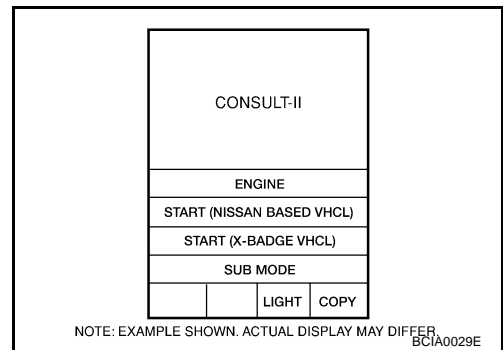 CONSULT-II
ENGINE
START (NISSAN BASED VHCL)
START (X-BADGE VHCL)
SUB MODE
LIGHT COPY
NOTE: EXAMPLE SHOWN. ACTUAL DISPLAY MAY DIFFER.
BCIA0029E